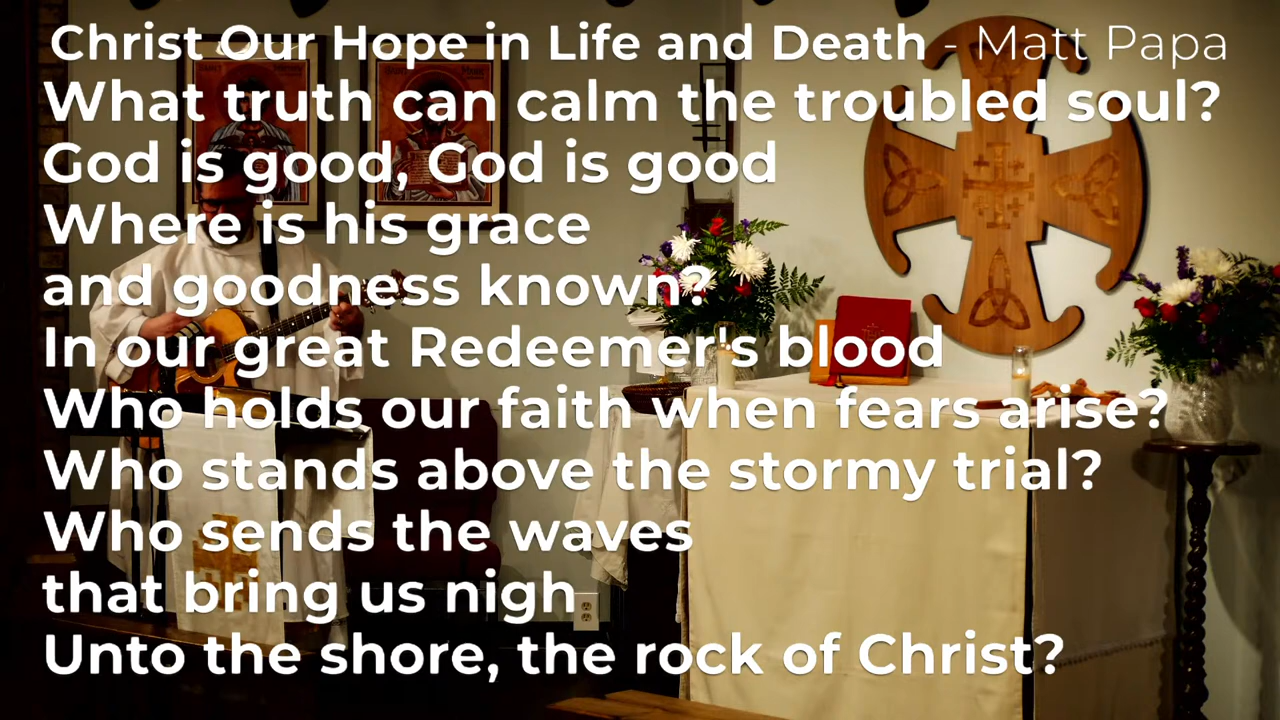 Christ Our Hope in Life and Death - Matt Papa
What truth can calm the troubled soul?
God is good, God is good
Where is his grace
and goodness known?
In our great Redeemer's blood
Who holds our faith when fears arise?
Who stands above the stormy trial?
Who sends the waves
that bring us nigh
Unto the shore, the rock of Christ?